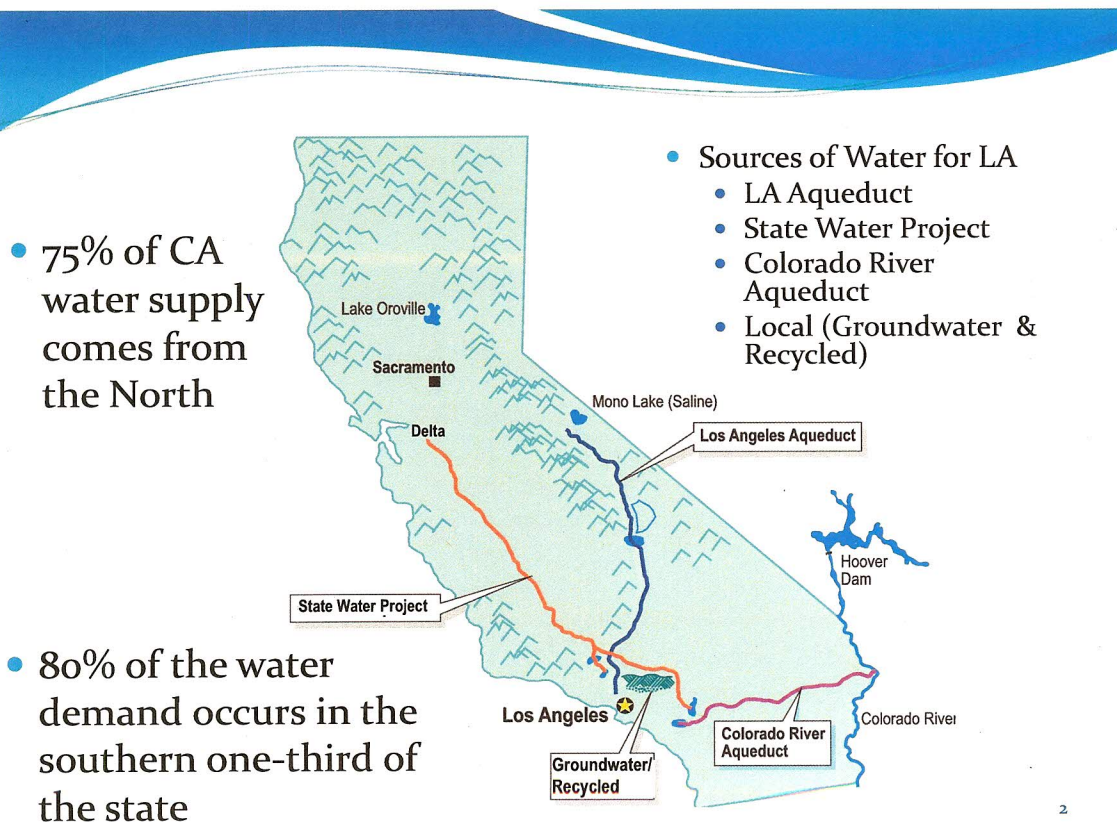 75% of CA
water supply
comes from
the North
80% of the water
demand occurs in the
southern one-third of
the state
Sources of Water for LA
LA Aqueduct
State Water Project
Colorado River
Aqueduct
Local (Groundwater &
Recycled)
Lake Oroville
Sacramento
Delta
Mono Lake (Saline)
Los Angeles Aqueduct
Hoover
Dam
State Water Project
Los Angeles
Colorado River
Colorado River
Aqueduct
Groundwater/
Recycled
2